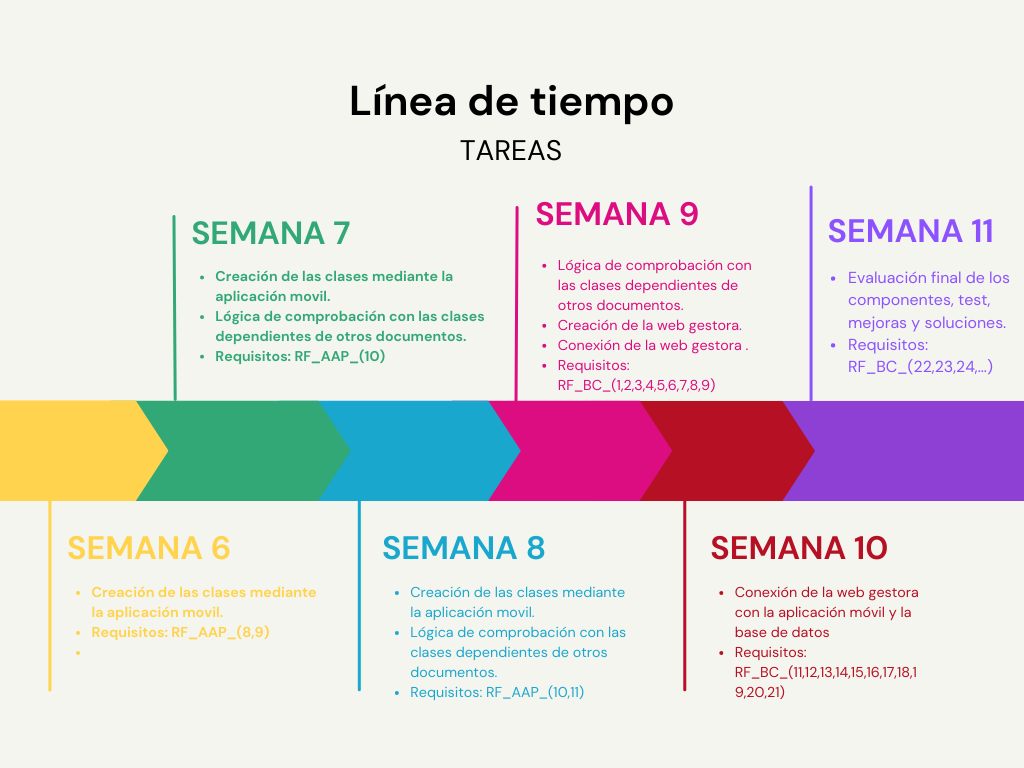 Línea de tiempo
TAREAS
SEMANA 7
• Creación de las clases mediante la
aplicación movil.
• Lógica de comprobación con las clases
dependientes de otros documentos.
• Requisitos: RF_AAP_(10)
SEMANA 9
• Lógica de comprobación con
las clases dependientes de
otros documentos.
• Creación de la web gestora.
• Conexión de la web gestora .
• Requisitos:
RF_BC_(1,2,3,4,5,6,7,8,9)
SEMANA 11
• Evaluación final de los
componentes, test,
mejoras y soluciones.
• Requisitos:
RF_BC_(22,23,24,...)
SEMANA 6
• Creación de las clases mediante
la aplicación movil.
• Requisitos: RF_AAP_(8,9)
•
SEMANA 8
• Creación de las clases mediante
la aplicación movil.
• Lógica de comprobación con las
clases dependientes de otros
documentos.
• Requisitos: RF_AAP_(10,11)
SEMANA 10
• Conexión de la web gestora
con la aplicación móvil y la
base de datos
• Requisitos:
RF_BC_(11,12,13,14,15,16,17,18,1
9,20,21)